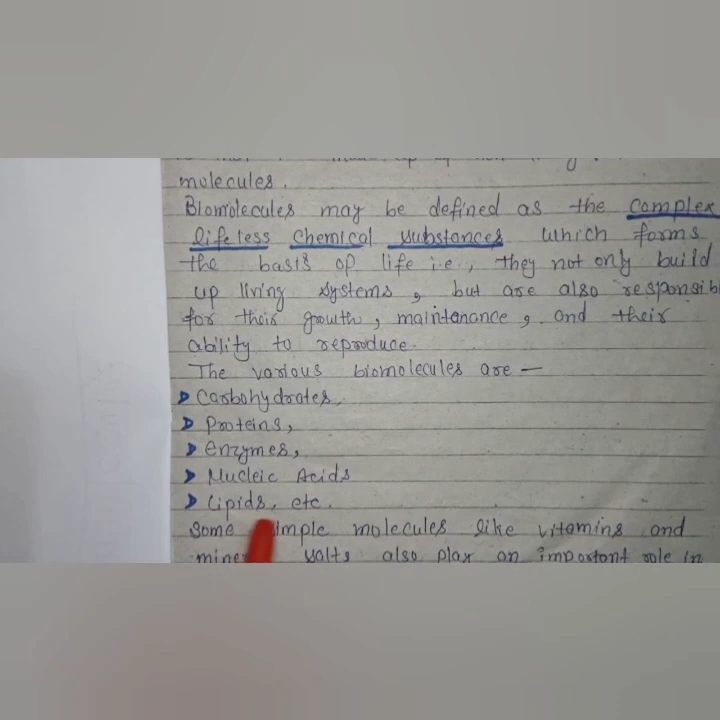 molecules.
Biomolecules may be defined as the complex
lifeless chemical substances which forms
the basis of life i.e., they not only build
up living systems, but are also responsib
for their growth, maintenance, and their
ability to reproduce.
The various biomolecules are —
Carbohydrates,
Proteins,
Enzymes,
Nucleic Acids
Lipids, etc.
Some simple molecules like vitamins and
salts also play an important role in